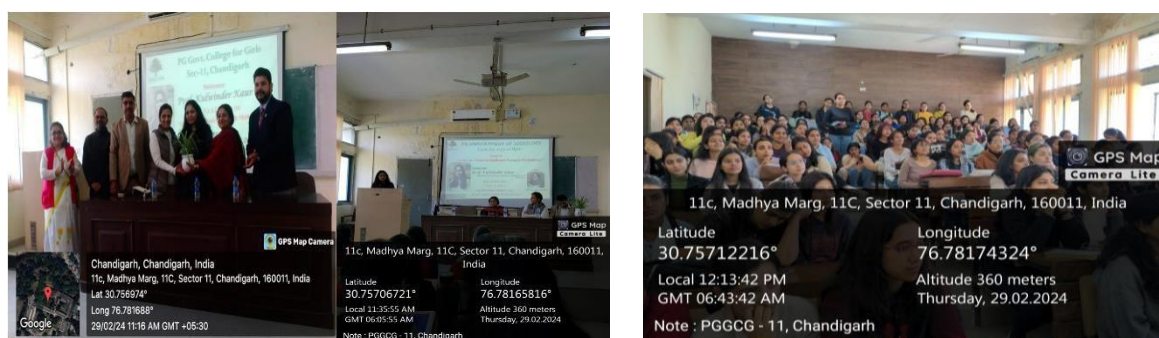 PG Govt. College for Girls
Sec-11, Chandigarh
GPS Map Camera
Chandigarh, Chandigarh, India
11c, Madhya Marg, 11C, Sector 11, Chandigarh, 160011, India
Lat 30.756974°
Long 76.781688°
29/02/24 11:16 AM GMT +05:30
Google
GPS Map
Camera Lite
11c, Madhya Marg, 11C, Sector 11, Chandigarh, 160011,
India
Latitude
30.75706721°
Longitude
76.78165816°
Local 11:35:55 AM
GMT 06:05:55 AM
Altitude 360 meters
Thursday, 29.02.2024
Note : PGGCG - 11, Chandigarh
GPS Map
Camera Lite
11c, Madhya Marg, 11C, Sector 11, Chandigarh, 160011, India
Latitude
30.75712216°
Longitude
76.78174324°
Local 12:13:42 PM
GMT 06:43:42 AM
Altitude 360 meters
Thursday, 29.02.2024
Note : PGGCG - 11, Chandigarh